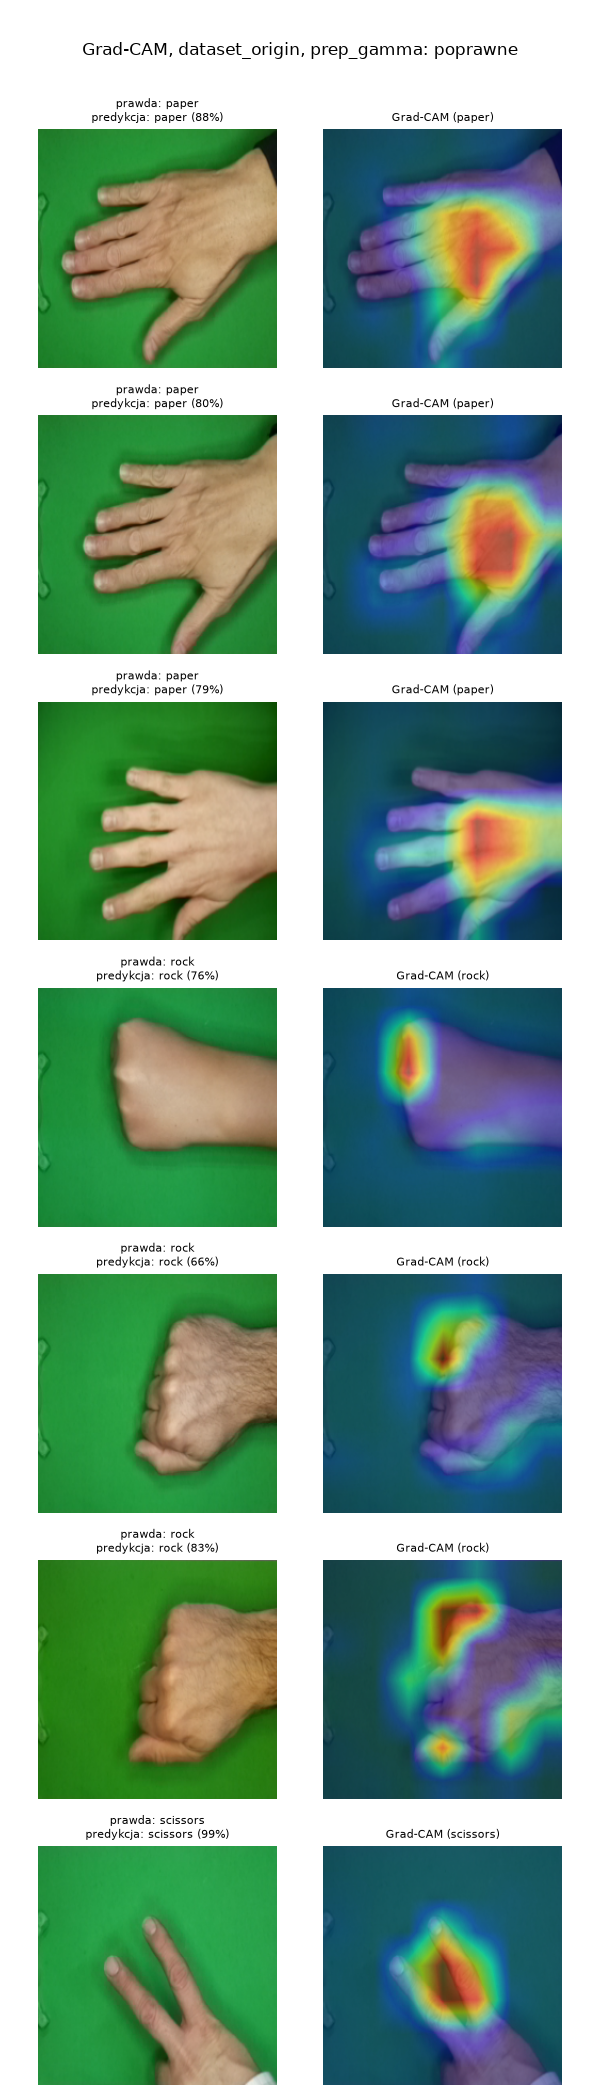 Grad-CAM, dataset_origin, prep_gamma: poprawne
prawda: paper
predykcja: paper (88%)
Grad-CAM (paper)
prawda: paper
predykcja: paper (80%)
Grad-CAM (paper)
prawda: paper
predykcja: paper (79%)
Grad-CAM (paper)
prawda: rock
predykcja: rock (76%)
Grad-CAM (rock)
prawda: rock
predykcja: rock (66%)
Grad-CAM (rock)
prawda: rock
predykcja: rock (83%)
Grad-CAM (rock)
prawda: scissors
predykcja: scissors (99%)
Grad-CAM (scissors)